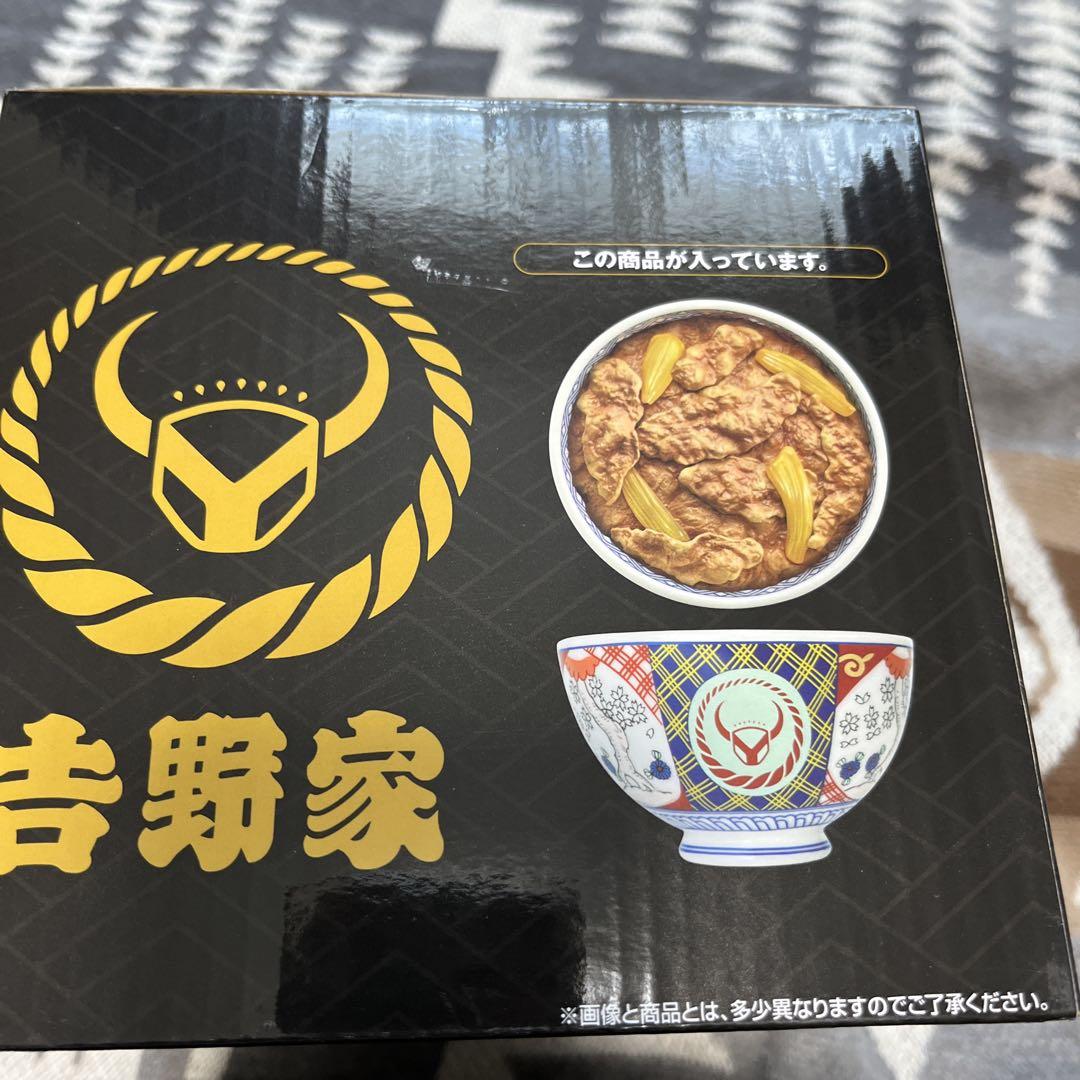 この商品が入っています。
吉野家
※画像と商品とは、多少異なりますのでご了承ください。